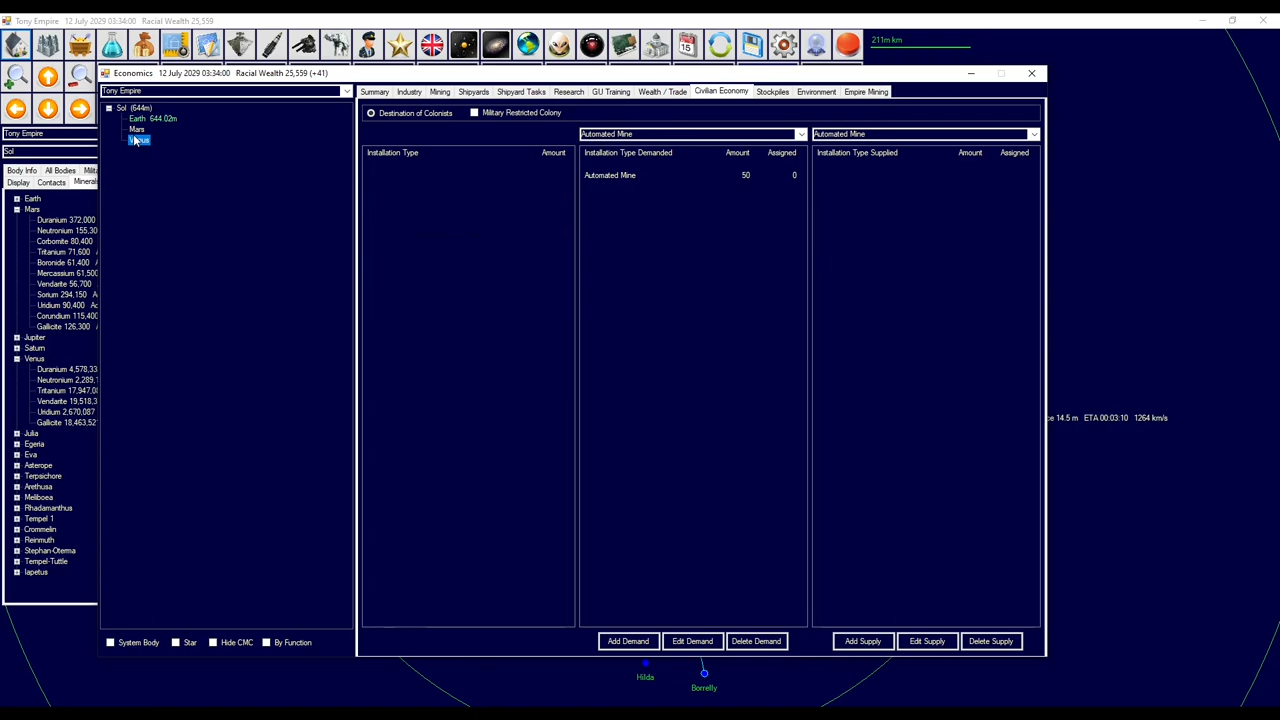 Tony Empire 12 July 2029 03:34:00 Racial Wealth 25,559
211m km
Economics 12 July 2029 03:34:00 Racial Wealth 25,559 (+41)
Tony Empire
Summary Industry Mining Shipyards Shipyard Tasks Research GU Training Wealth / Trade Civilian Economy Stockpiles Environment Empire Mining
Sol (644m)
Earth 644.02m
Mars
Venus
Destination of Colonists Military Restricted Colony
Automated Mine Automated Mine
Installation Type Amount Installation Type Demanded Amount Assigned Installation Type Supplied Amount Assigned
Automated Mine 50 0
Tony Empire
Sol
Body Info All Bodies
Display Contacts
Earth
Mars
Duranium 372,000
Neutronium 155,30
Corbomite 80,400
Tritanium 71,600
Boronide 61,400
Mercassium 61,500
Vendarite 56,700
Sorium 294,150
Uridium 90,400
Corundium 115,400
Gallicite 126,300
Jupiter
Saturn
Venus
Duranium 4,578,33
Neutronium 2,289,1
Tritanium 17,947,0
Vendarite 19,518,3
Uridium 2,670,087
Gallicite 18,463,52
Julia
Egeria
Eva
Asterope
Terpsichore
Arethusa
Meliboea
Rhadamanthus
Tempel 1
Crommelin
Reinmuth
Stephan-Oterma
Tempel-Tuttle
Iapetus
ce 14.5 m ETA 00:03:10 1264 km/s
System Body Star Hide CMC By Function
Add Demand Edit Demand Delete Demand Add Supply Edit Supply Delete Supply
Hilda
Borrelly